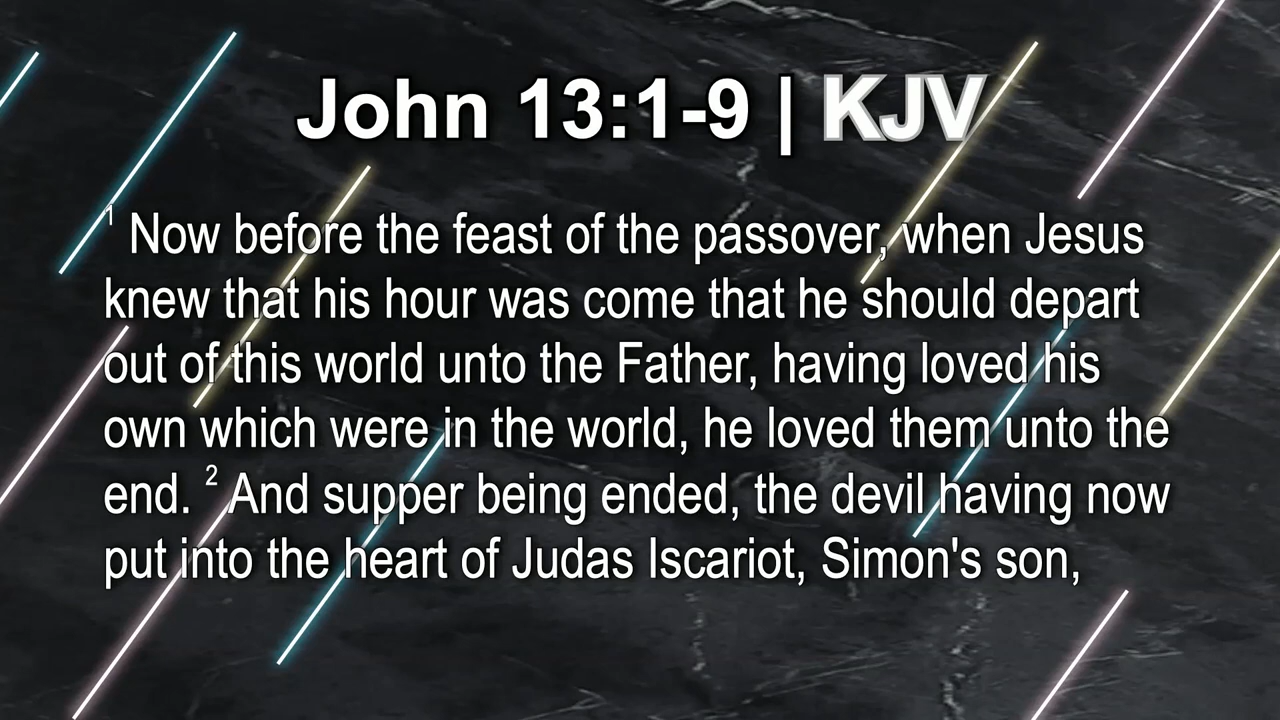 John 13:1-9 | KJV
1 Now before the feast of the passover, when Jesus
knew that his hour was come that he should depart
out of this world unto the Father, having loved his
own which were in the world, he loved them unto the
end. 2 And supper being ended, the devil having now
put into the heart of Judas Iscariot, Simon's son,